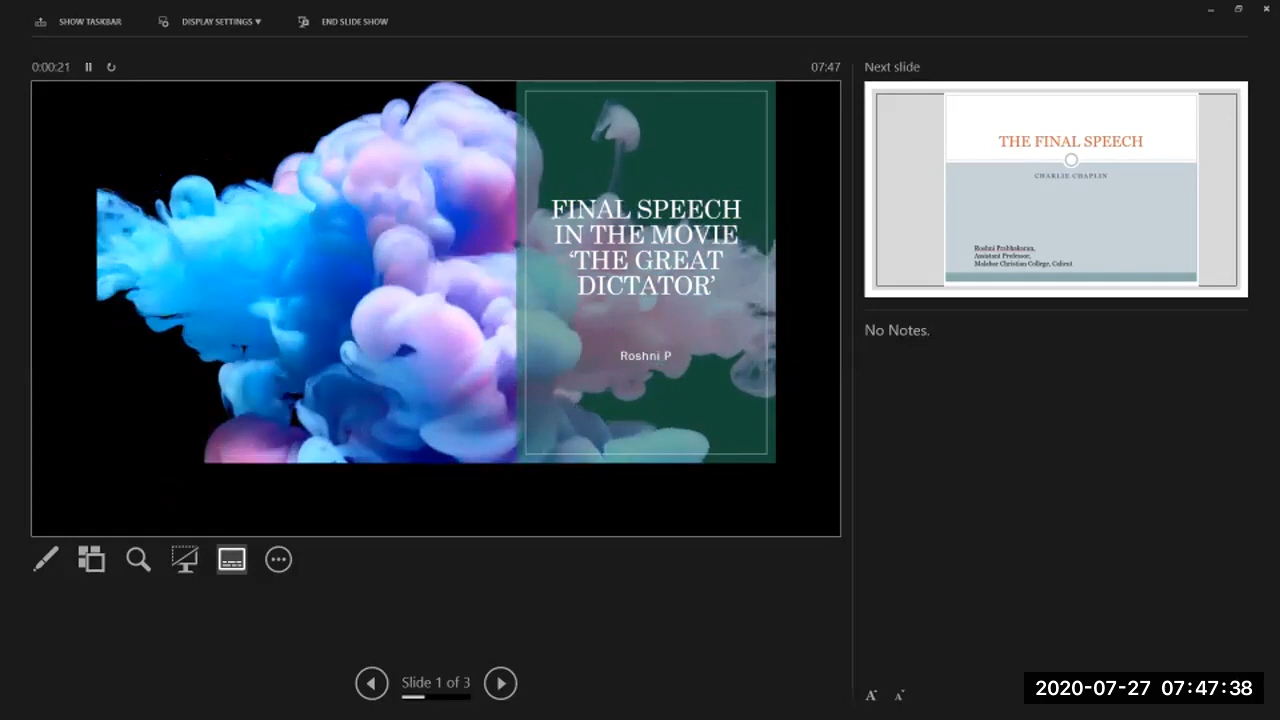 SHOW TASKBAR
DISPLAY SETTINGS ▾
END SLIDE SHOW
0:00:21
07:47
FINAL SPEECH
IN THE MOVIE
‘THE GREAT
DICTATOR’
Roshni P
Next slide
THE FINAL SPEECH
CHARLIE CHAPLIN
Roshni Prabhakaran,
Assistant Professor,
Malabar Christian College, Calicut
No Notes.
Slide 1 of 3
A A
2020-07-27 07:47:38